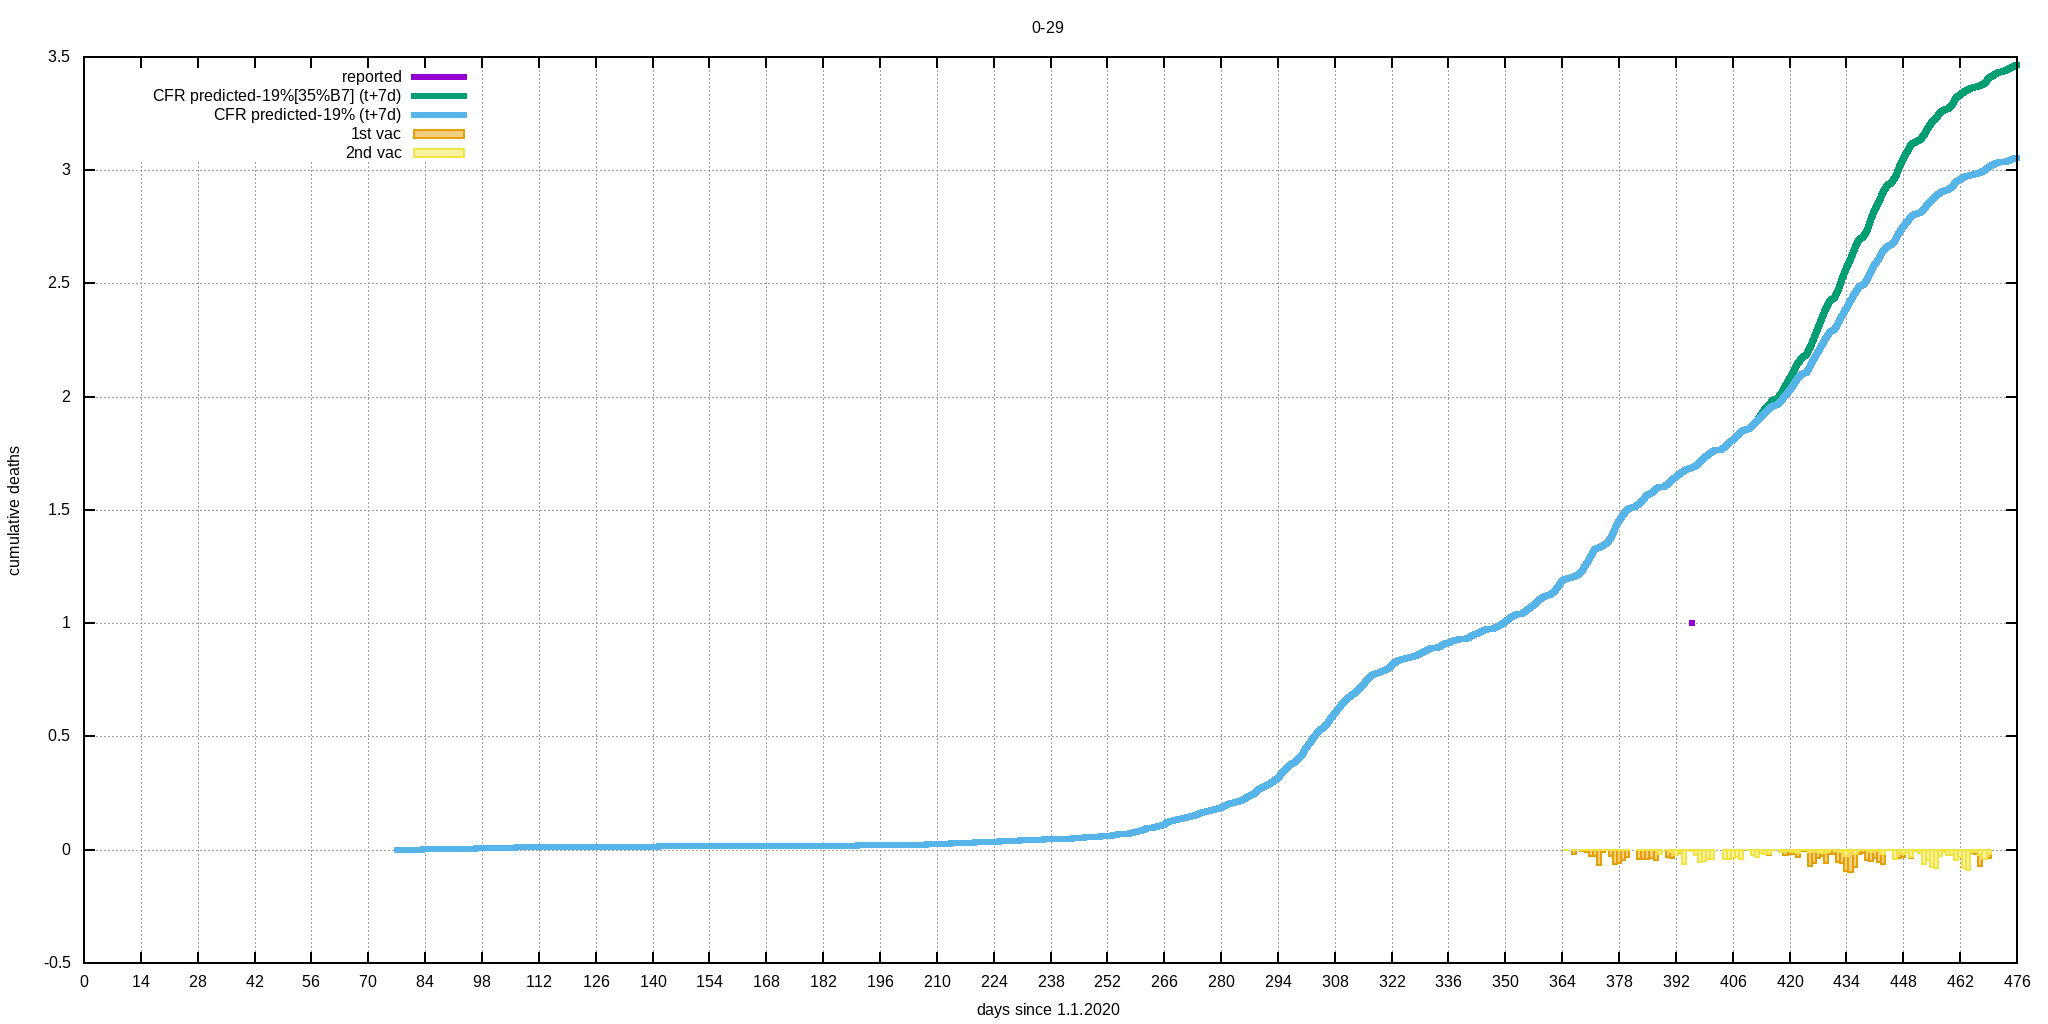 0-29
3.5
3
2.5
2
1.5
1
0.5
0
-0.5
reported
CFR predicted-19%[35%B7] (t+7d)
CFR predicted-19% (t+7d)
1st vac
2nd vac
cumulative deaths
0 14 28 42 56 70 84 98 112 126 140 154 168 182 196 210 224 238 252 266 280 294 308 322 336 350 364 378 392 406 420 434 448 462 476
days since 1.1.2020